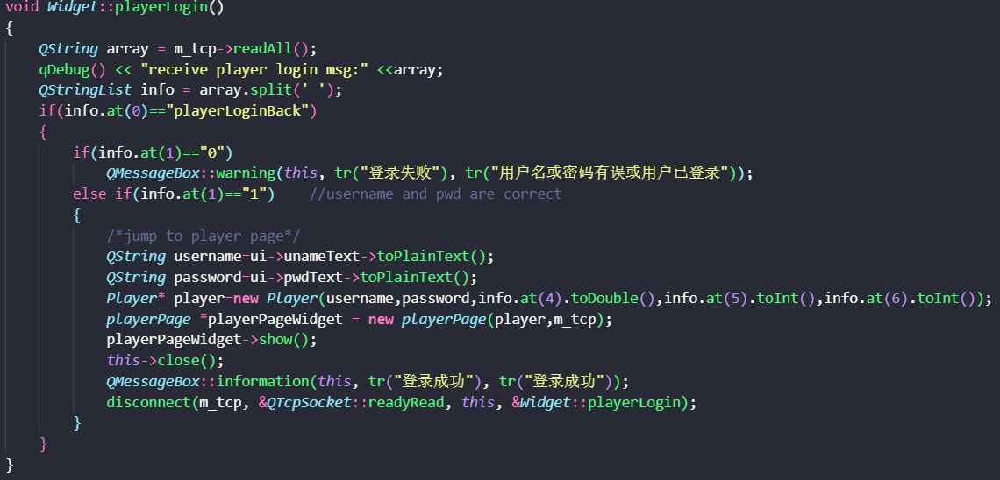 void Widget::playerLogin()
{
    QString array = m_tcp->readAll();
    qDebug() << "receive player login msg:" <<array;
    QStringList info = array.split(' ');
    if(info.at(0)=="playerLoginBack")
    {
        if(info.at(1)=="0")
            QMessageBox::warning(this, tr("登录失败"), tr("用户名或密码有误或用户已登录"));
        else if(info.at(1)=="1")    //username and pwd are correct
        {
            /*jump to player page*/
            QString username=ui->unameText->toPlainText();
            QString password=ui->pwdText->toPlainText();
            Player* player=new Player(username,password,info.at(4).toDouble(),info.at(5).toInt(),info.at(6).toInt());
            playerPage *playerPageWidget = new playerPage(player,m_tcp);
            playerPageWidget->show();
            this->close();
            QMessageBox::information(this, tr("登录成功"), tr("登录成功"));
            disconnect(m_tcp, &QTcpSocket::readyRead, this, &Widget::playerLogin);
        }
    }
}